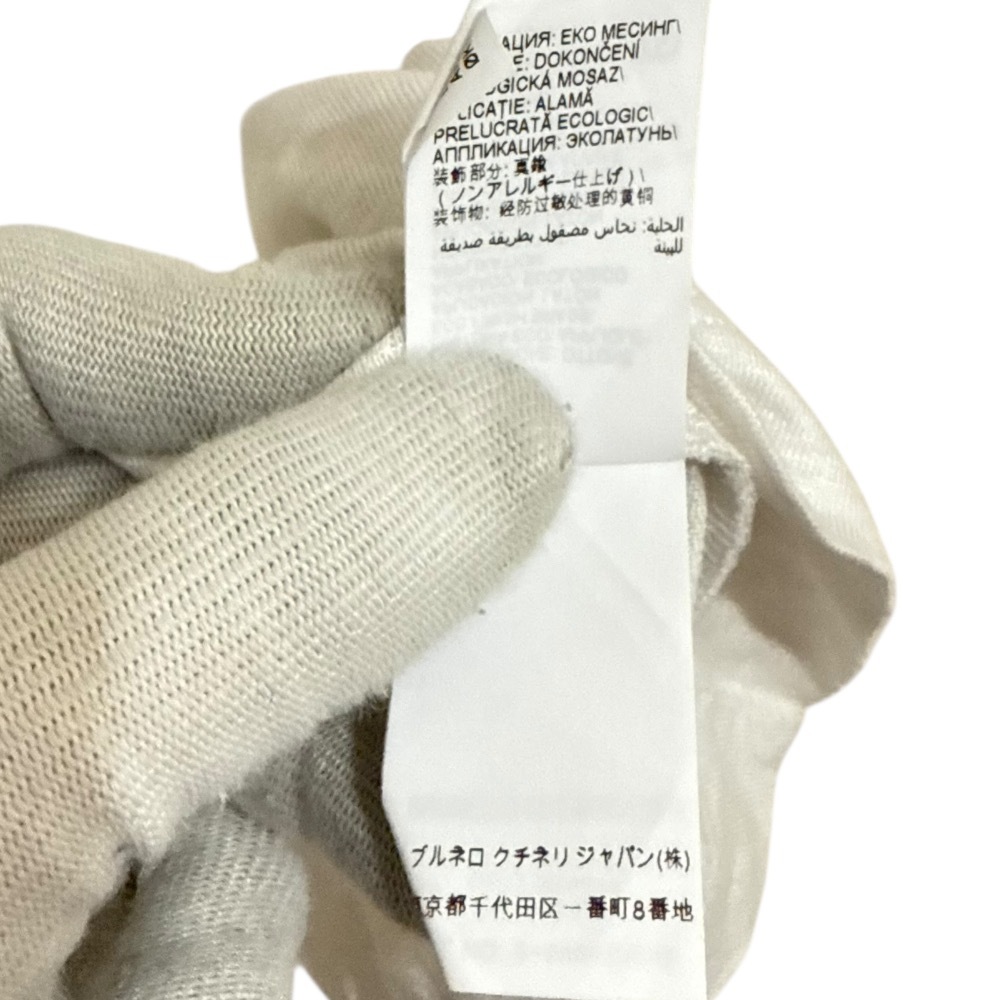 АЦИЯ: ЕКО МЕСИНГ\
E: DOKONČENÍ
OGICKÁ MOSAZ\
LICAȚIE: ALAMĂ
PRELUCRATĂ ECOLOGIC\
АППЛИКАЦИЯ: ЭКОЛАТУНЬ\
装飾部分: 真鍮
(ノンアレルギー仕上げ)\
装饰物: 经防过敏处理的黄铜
الحلية: نحاس مصقول بطريقة صديقة
للبيئة
ブルネロ クチネリ ジャパン(株)
京都千代田区一番町8番地